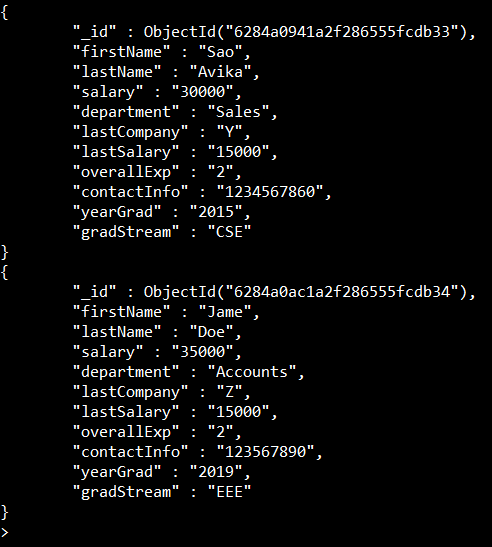 {
"_id" : ObjectId("6284a0941a2f286555fcdb33"),
"firstName" : "Sao",
"lastName" : "Avika",
"salary" : "30000",
"department" : "Sales",
"lastCompany" : "Y",
"lastSalary" : "15000",
"overallExp" : "2",
"contactInfo" : "1234567860",
"yearGrad" : "2015",
"gradStream" : "CSE"
}
{
"_id" : ObjectId("6284a0ac1a2f286555fcdb34"),
"firstName" : "Jame",
"lastName" : "Doe",
"salary" : "35000",
"department" : "Accounts",
"lastCompany" : "Z",
"lastSalary" : "15000",
"overallExp" : "2",
"contactInfo" : "123567890",
"yearGrad" : "2019",
"gradStream" : "EEE"
}
>